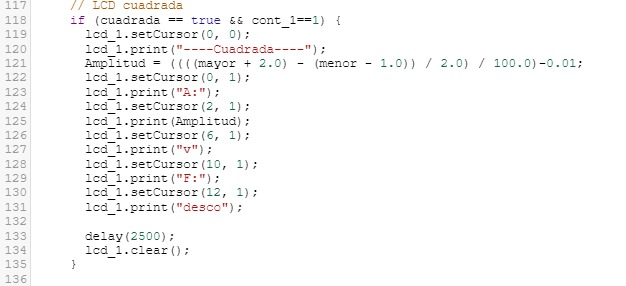 117 // LCD cuadrada
118 if (cuadrada == true && cont_1==1) {
119 lcd_1.setCursor(0, 0);
120 lcd_1.print("----Cuadrada----");
121 Amplitud = ((((mayor + 2.0) - (menor - 1.0)) / 2.0) / 100.0)-0.01;
122 lcd_1.setCursor(0, 1);
123 lcd_1.print("A:");
124 lcd_1.setCursor(2, 1);
125 lcd_1.print(Amplitud);
126 lcd_1.setCursor(6, 1);
127 lcd_1.print("v");
128 lcd_1.setCursor(10, 1);
129 lcd_1.print("F:");
130 lcd_1.setCursor(12, 1);
131 lcd_1.print("desco");
132
133 delay(2500);
134 lcd_1.clear();
135 }
136